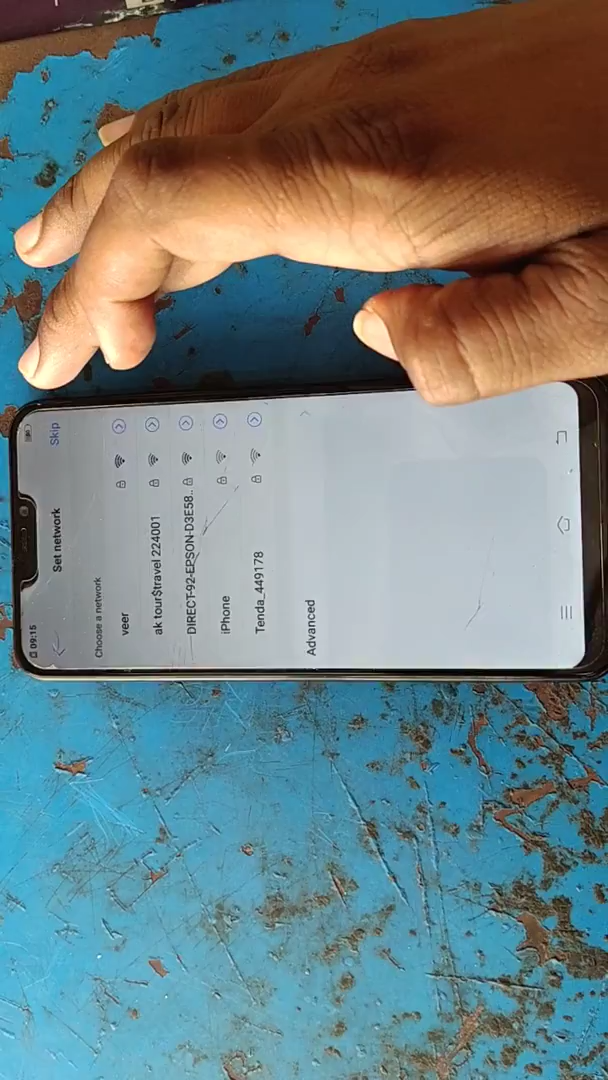 09:15
Set network
Skip
Choose a network
veer
ak tour$travel 224001
DIRECT-92-EPSON-D3E58..
iPhone
Tenda_449178
Advanced